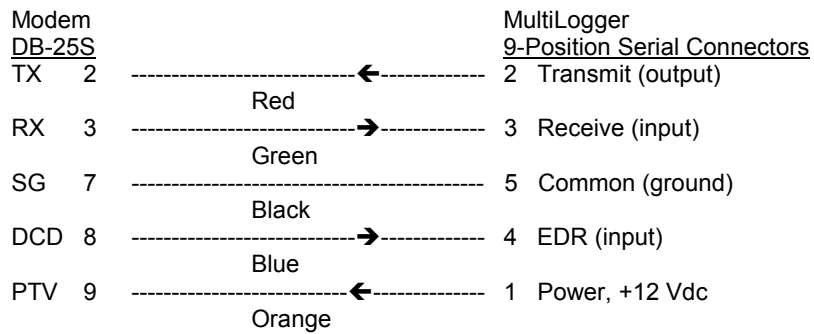 Modem MultiLogger
DB-25S 9-Position Serial Connectors
TX 2 ----------------------------🡸------------- 2 Transmit (output)
Red
RX 3 ----------------------------🡺------------- 3 Receive (input)
Green
SG 7 -------------------------------------------- 5 Common (ground)
Black
DCD 8 ----------------------------🡺------------- 4 EDR (input)
Blue
PTV 9 ---------------------------🡸-------------- 1 Power, +12 Vdc
Orange